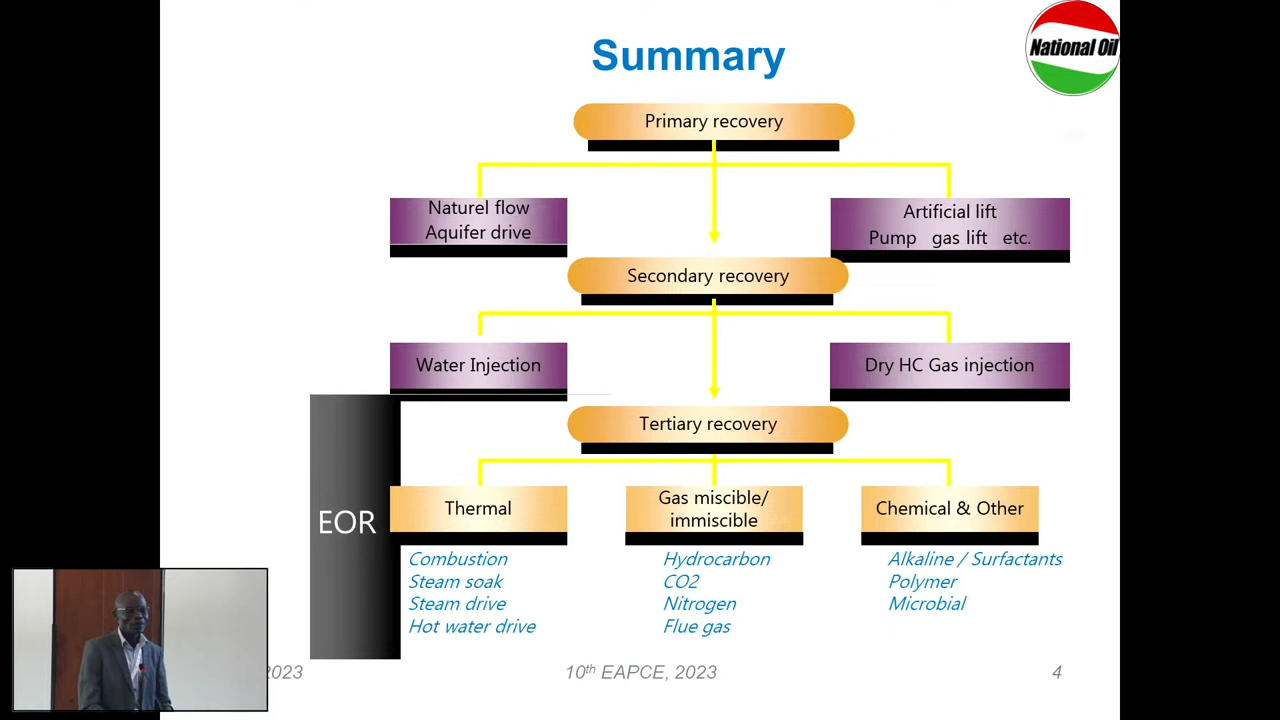 Summary
National Oil
Primary recovery
Naturel flow
Aquifer drive
Artificial lift
Pump gas lift etc.
Secondary recovery
Water Injection
Dry HC Gas injection
Tertiary recovery
EOR
Thermal
Gas miscible/
immiscible
Chemical & Other
Combustion
Steam soak
Steam drive
Hot water drive
Hydrocarbon
CO2
Nitrogen
Flue gas
Alkaline / Surfactants
Polymer
Microbial
2023
10th EAPCE, 2023
4